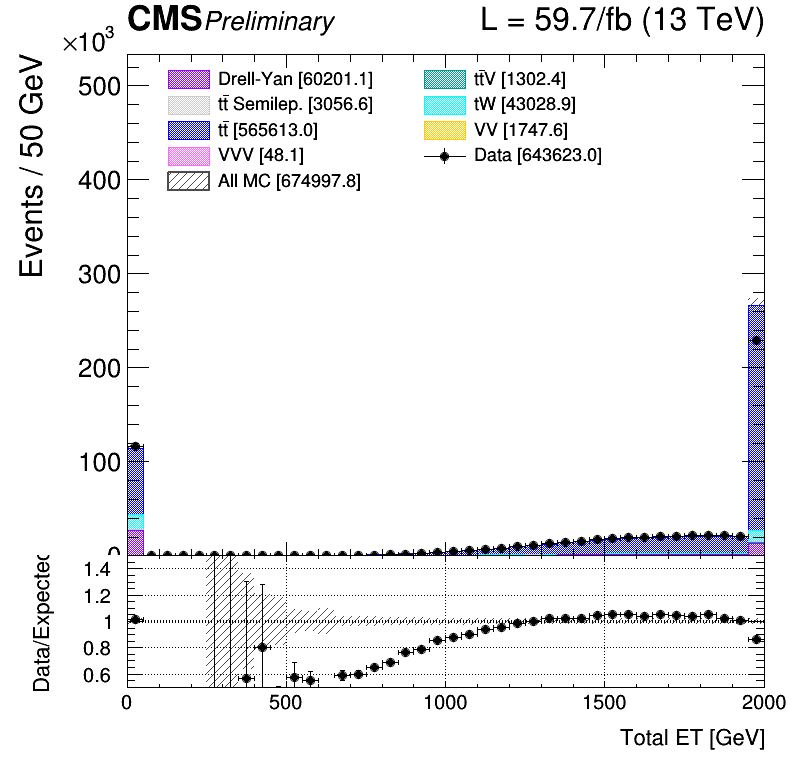 CMS Preliminary L = 59.7/fb (13 TeV)
×10³
Events / 50 GeV
500
400
300
200
100
0
Drell-Yan [60201.1]
tt̄ Semilep. [3056.6]
tt̄ [565613.0]
VVV [48.1]
All MC [674997.8]
tt̄V [1302.4]
tW [43028.9]
VV [1747.6]
Data [643623.0]
Data/Expected
1.4
1.2
1
0.8
0.6
0 500 1000 1500 2000
Total ET [GeV]